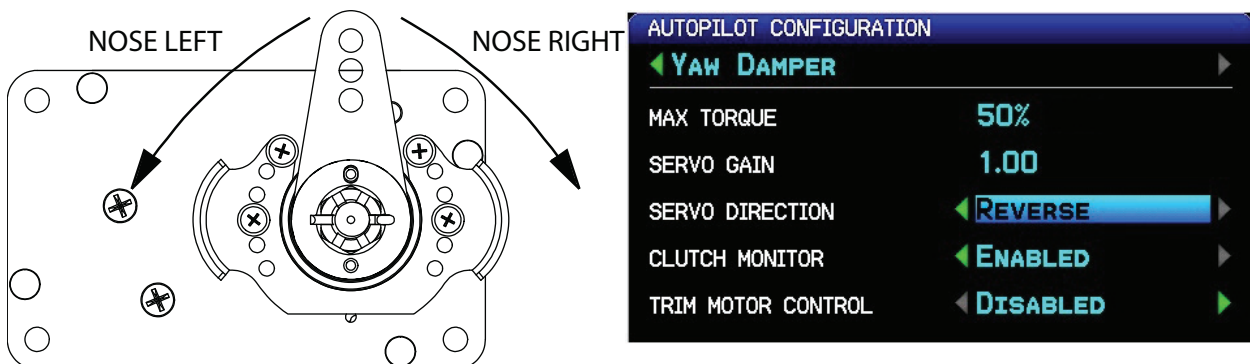 NOSE LEFT
NOSE RIGHT
AUTOPILOT CONFIGURATION
YAW DAMPER
MAX TORQUE 50%
SERVO GAIN 1.00
SERVO DIRECTION REVERSE
CLUTCH MONITOR ENABLED
TRIM MOTOR CONTROL DISABLED